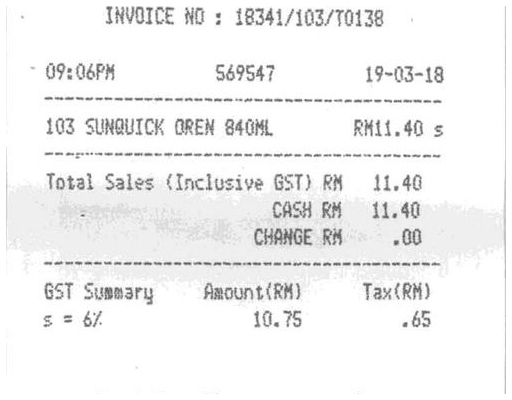 INVOICE NO : 18341/103/T0138
09:06PM 569547 19-03-18
103 SUNQUICK OREN 840ML RM11.40 s
Total Sales (Inclusive GST) RM 11.40
CASH RM 11.40
CHANGE RM .00
GST Summary Amount(RM) Tax(RM)
s = 6% 10.75 .65